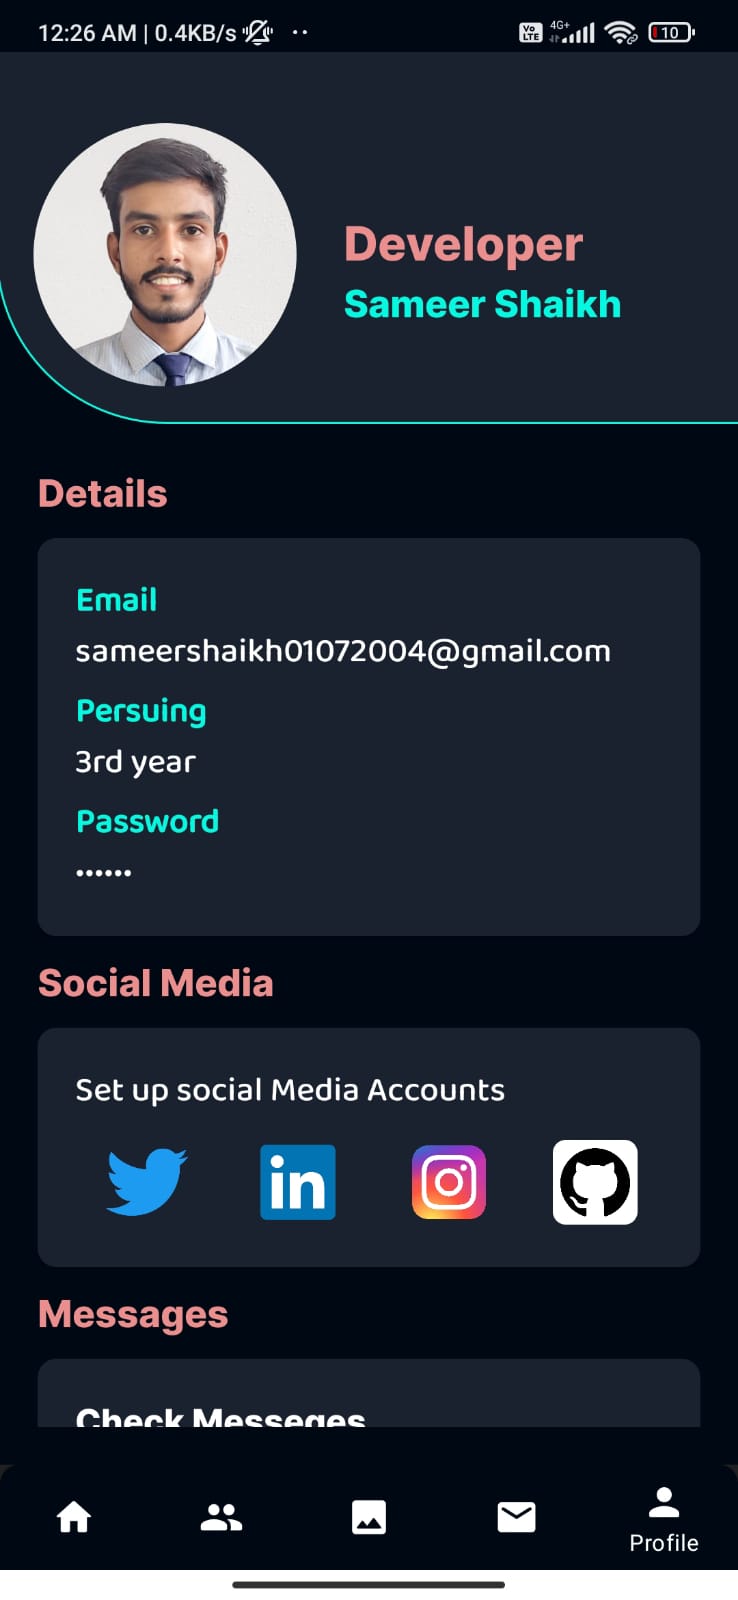 12:26 AM | 0.4KB/s
Vo LTE 4G+ 10
Developer
Sameer Shaikh
Details
Email
sameershaikh01072004@gmail.com
Persuing
3rd year
Password
••••••
Social Media
Set up social Media Accounts
in
Messages
Check Messeges
Profile